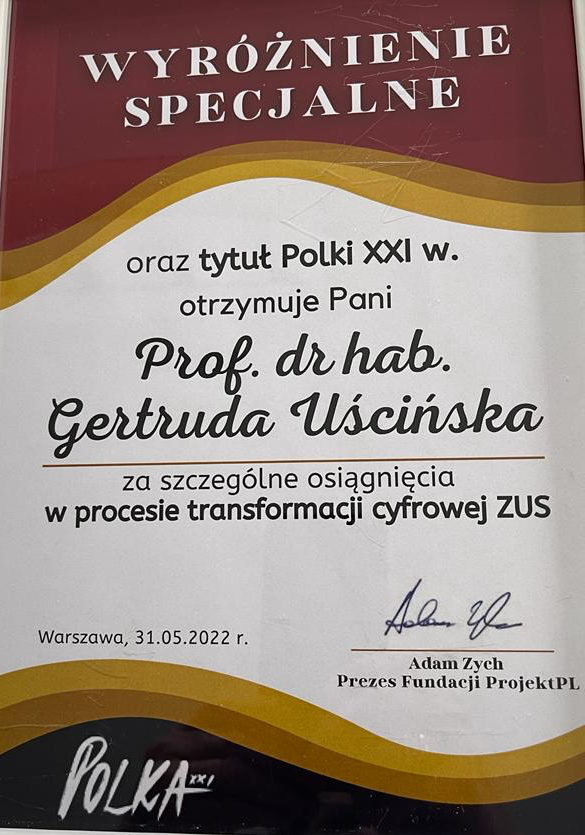 WYRÓŻNIENIE
SPECJALNE
oraz tytuł Polki XXI w.
otrzymuje Pani
Prof. dr hab.
Gertruda Uścińska
za szczególne osiągnięcia
w procesie transformacji cyfrowej ZUS
Warszawa, 31.05.2022 r.
Adam Zych
Prezes Fundacji ProjektPL
POLKA XXI